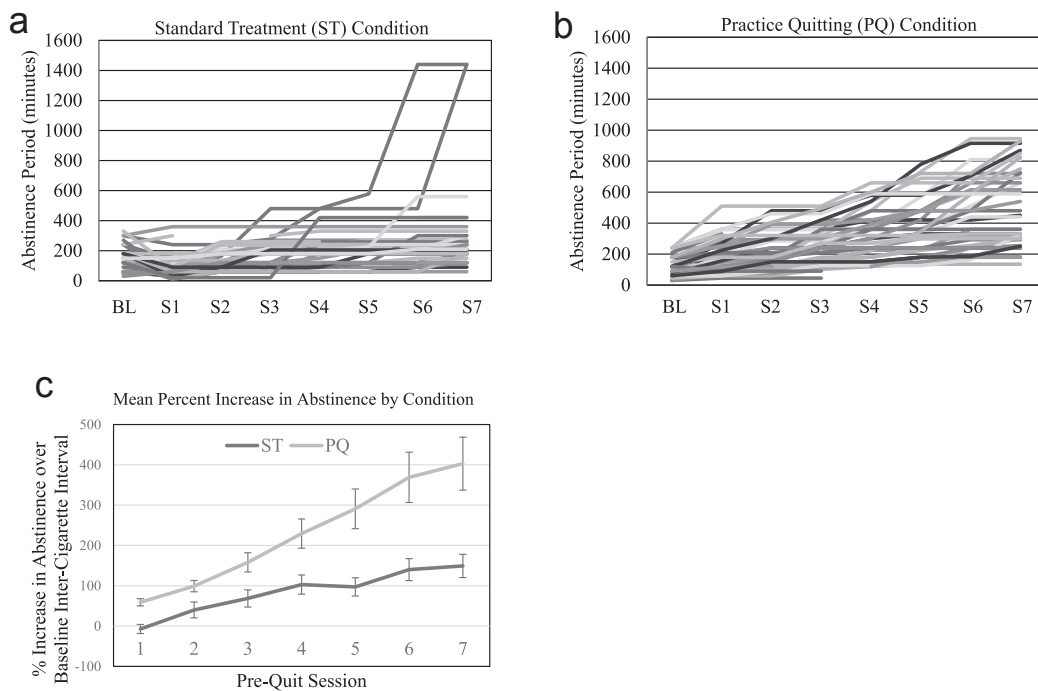 a
Standard Treatment (ST) Condition
Abstinence Period (minutes)
1600
1400
1200
1000
800
600
400
200
0
BL S1 S2 S3 S4 S5 S6 S7
b
Practice Quitting (PQ) Condition
Abstinence Period (minutes)
1600
1400
1200
1000
800
600
400
200
0
BL S1 S2 S3 S4 S5 S6 S7
c
Mean Percent Increase in Abstinence by Condition
% Increase in Abstinence over
Baseline Inter-Cigarette Interval
500
400
300
200
100
0
-100
ST PQ
1 2 3 4 5 6 7
Pre-Quit Session